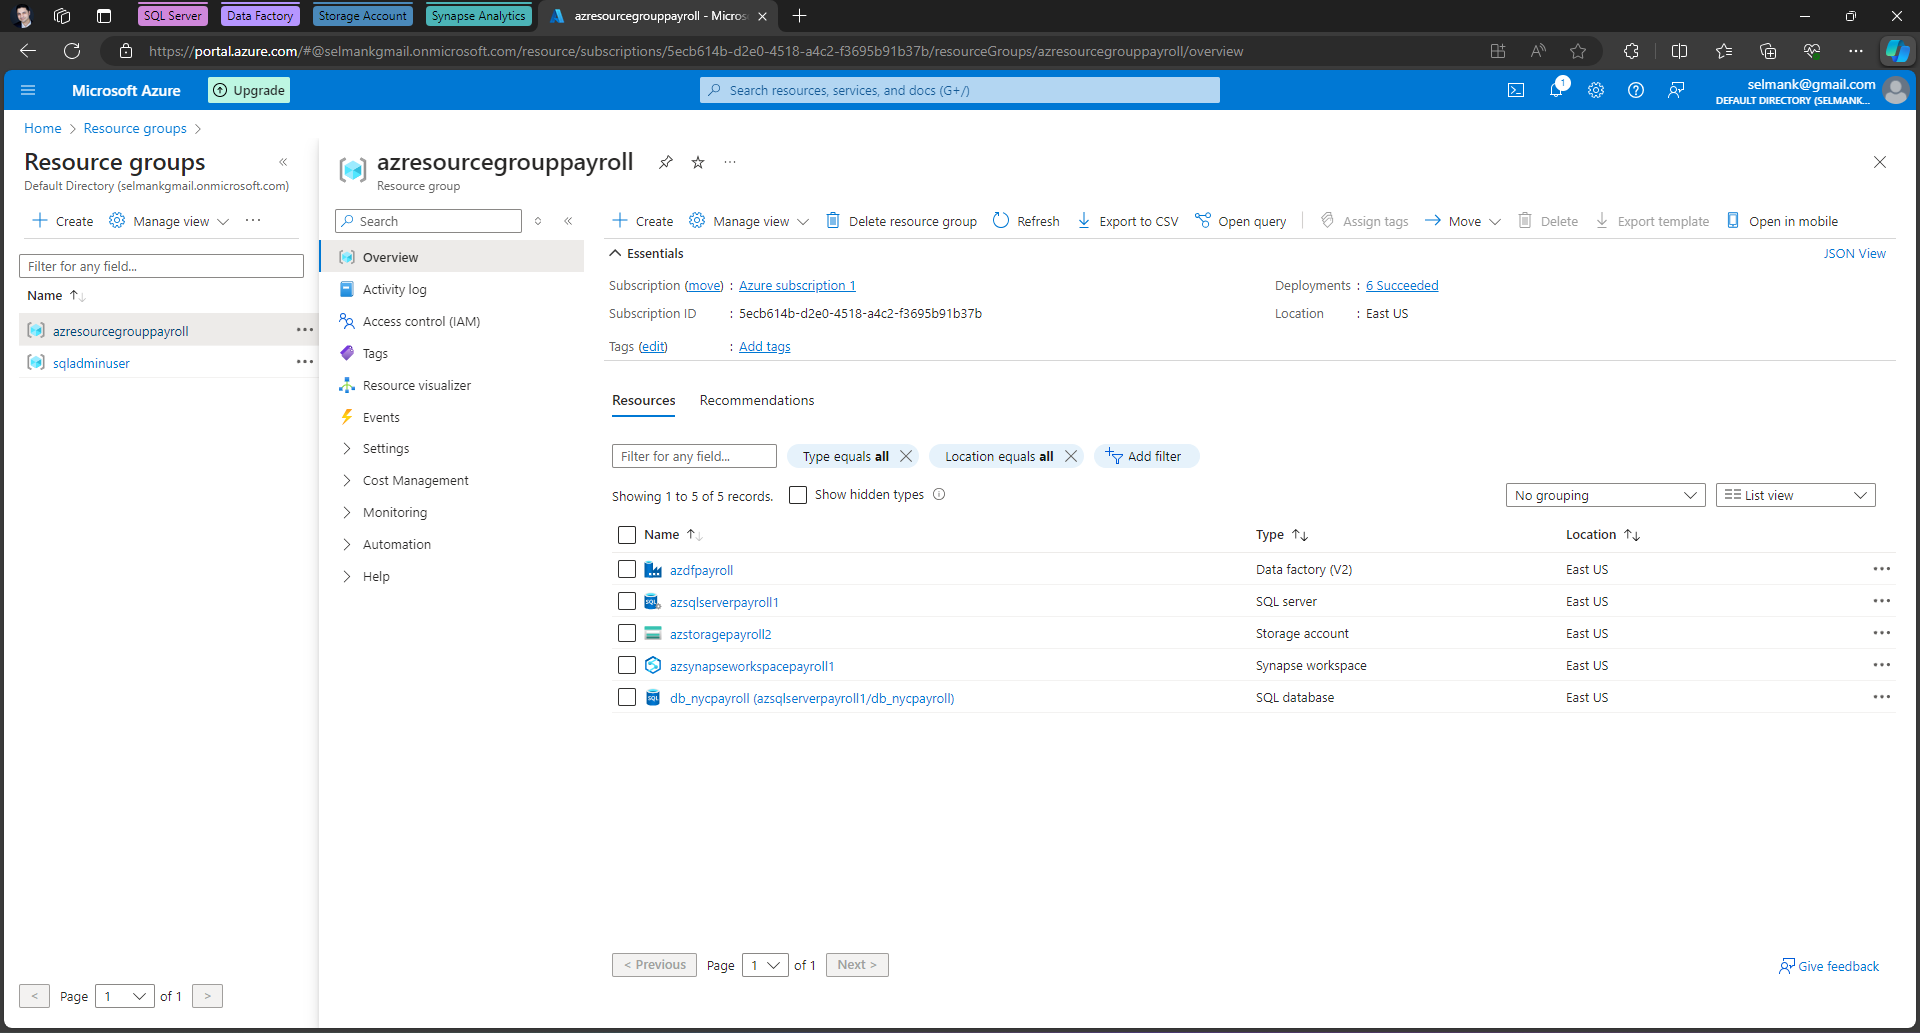 SQL Server
Data Factory
Storage Account
Synapse Analytics
azresourcegrouppayroll - Micros
https://portal.azure.com/#@selmankgmail.onmicrosoft.com/resource/subscriptions/5ecb614b-d2e0-4518-a4c2-f3695b91b37b/resourceGroups/azresourcegrouppayroll/overview
Microsoft Azure
Upgrade
Search resources, services, and docs (G+/)
1
selmank@gmail.com
DEFAULT DIRECTORY (SELMANK...
Home > Resource groups >
Resource groups
Default Directory (selmankgmail.onmicrosoft.com)
Create
Manage view
Filter for any field...
Name
azresourcegrouppayroll
sqladminuser
< Page 1 of 1 >
azresourcegrouppayroll
Resource group
Search
Overview
Activity log
Access control (IAM)
Tags
Resource visualizer
Events
Settings
Cost Management
Monitoring
Automation
Help
Create
Manage view
Delete resource group
Refresh
Export to CSV
Open query
Assign tags
Move
Delete
Export template
Open in mobile
Essentials
JSON View
Subscription (move) : Azure subscription 1
Subscription ID : 5ecb614b-d2e0-4518-a4c2-f3695b91b37b
Tags (edit) : Add tags
Deployments : 6 Succeeded
Location : East US
Resources
Recommendations
Filter for any field...
Type equals all
Location equals all
Add filter
Showing 1 to 5 of 5 records.
Show hidden types
No grouping
List view
Name Type Location
azdfpayroll Data factory (V2) East US
azsqlserverpayroll1 SQL server East US
azstoragepayroll2 Storage account East US
azsynapseworkspacepayroll1 Synapse workspace East US
db_nycpayroll (azsqlserverpayroll1/db_nycpayroll) SQL database East US
< Previous Page 1 of 1 Next >
Give feedback